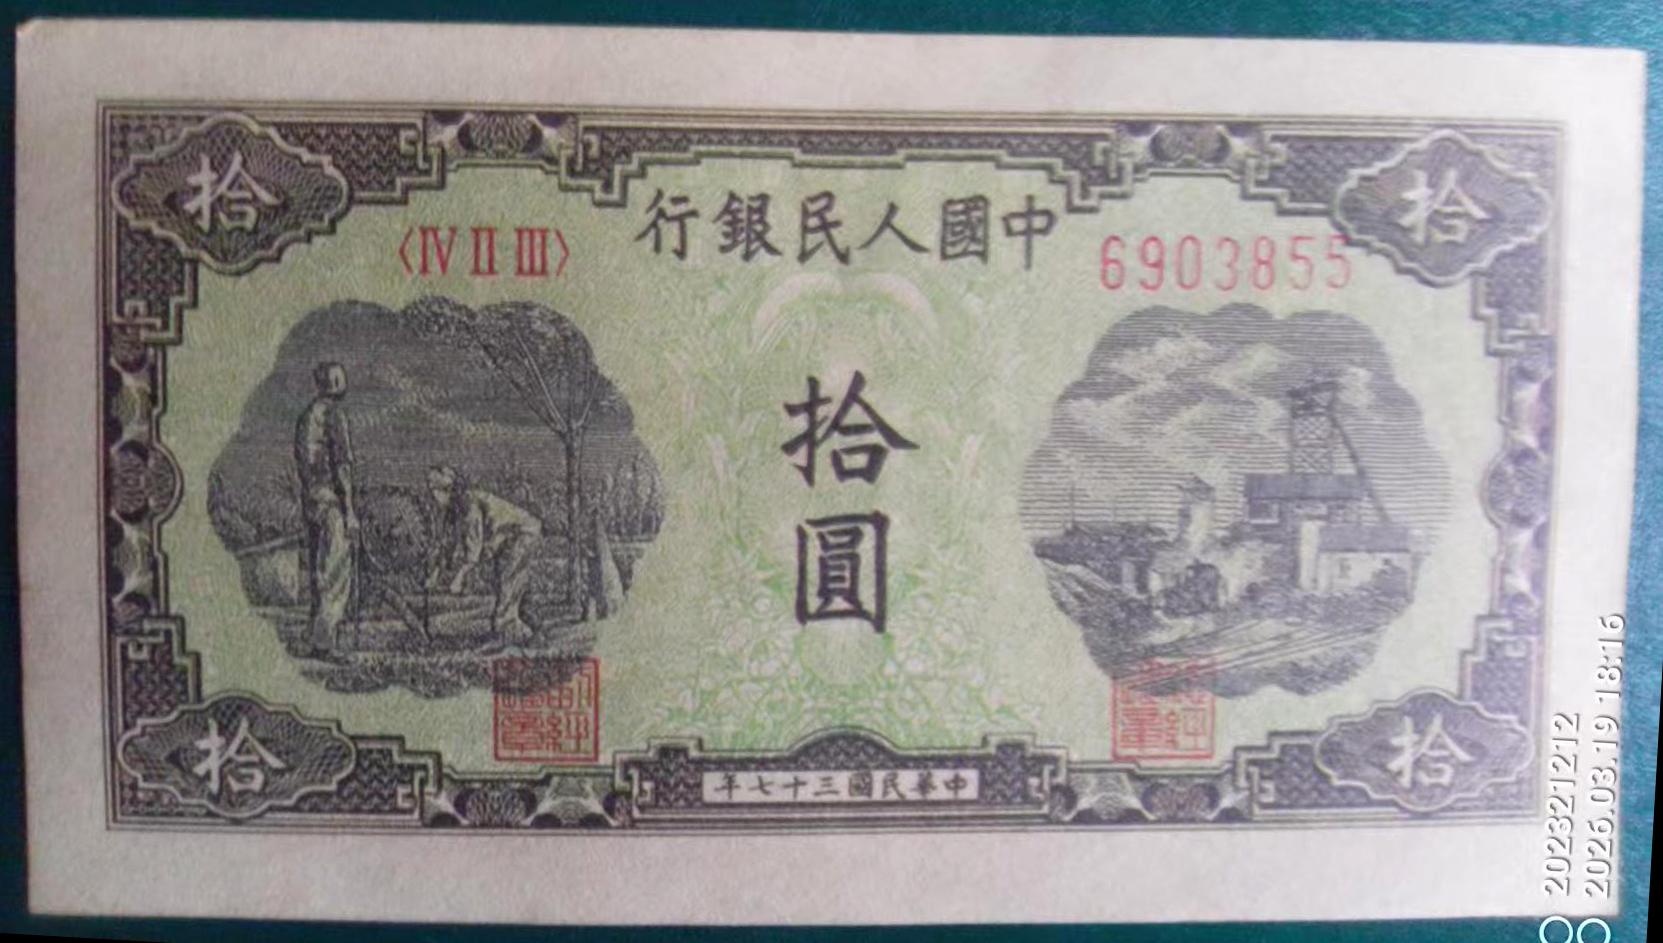 中國人民銀行
<IV II III>
6903855
拾
拾
拾圓
拾
拾
中華民國三十七年
202321212
2026.03.19 18:16